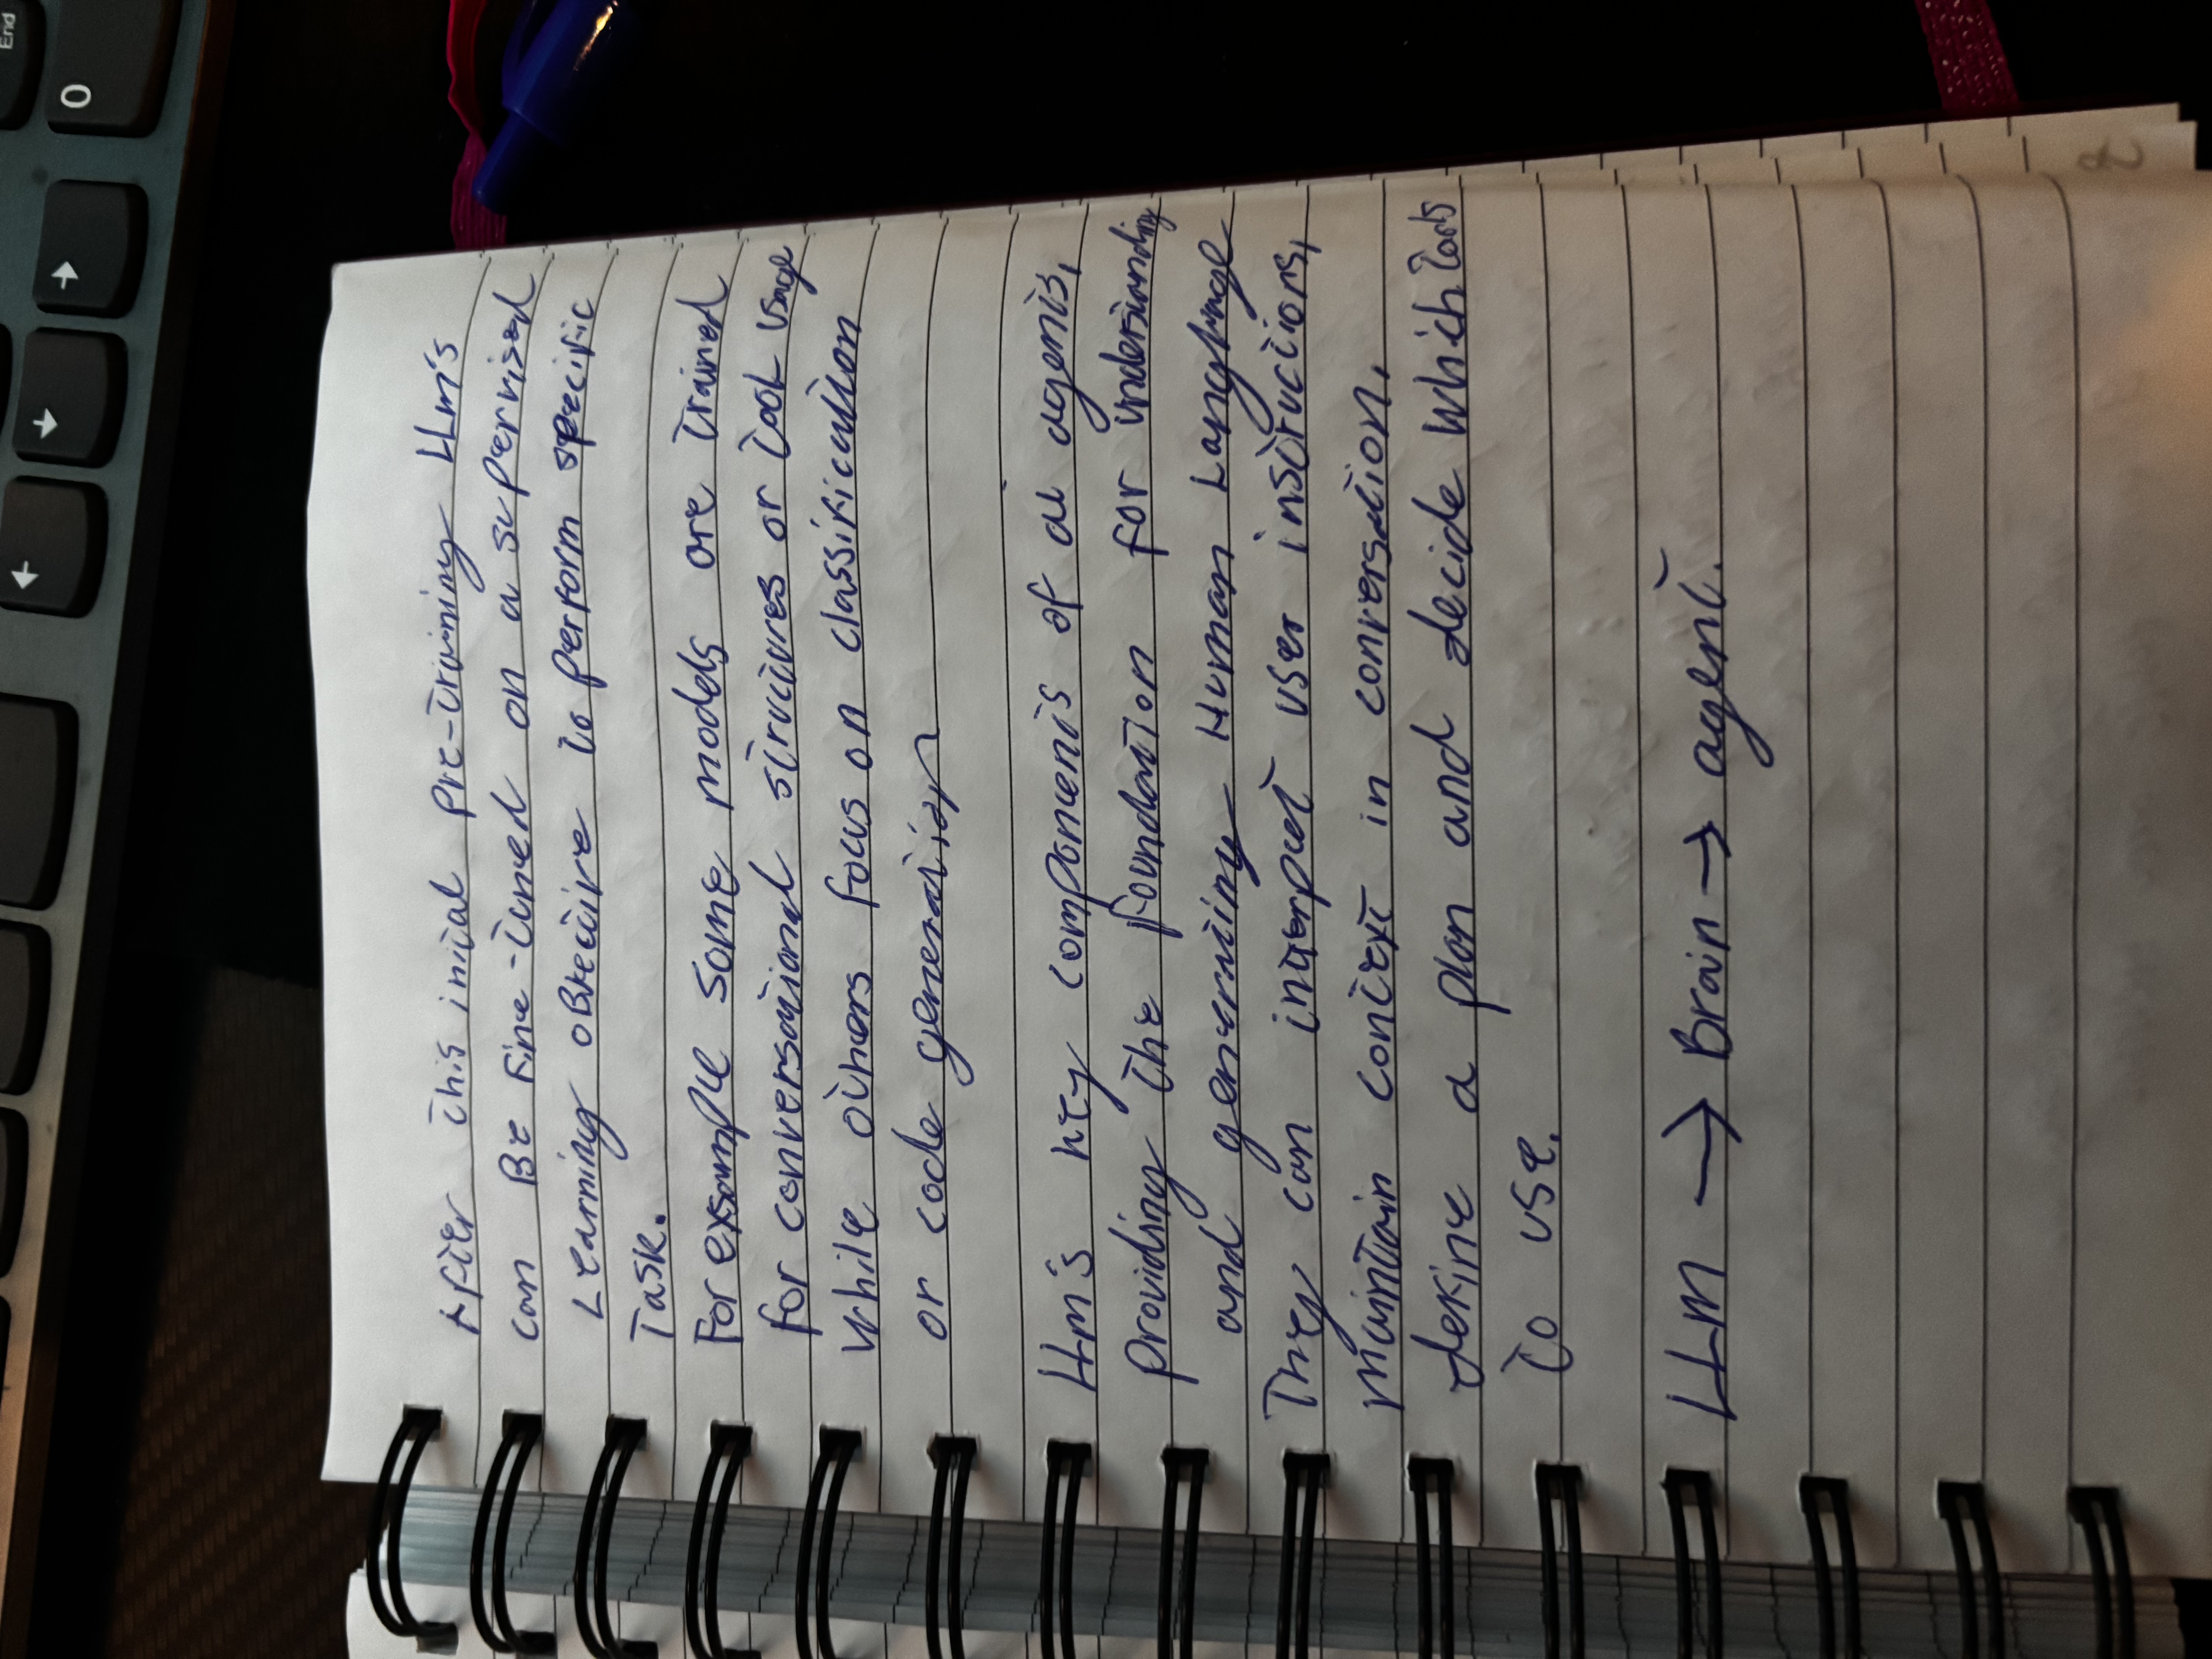 End
← ↓ → 0
After this inital pre-training LLm's
can Be Fine-tuned on a supervised
Learning objective to perform specific
Task.
For exsample some models are trained
for conversational structures or tool usage
While others focus on classification
or code generation
LLm's key components of ai agents,
providing the foundation for understanding
and generating Human Language
They can interpret user instructions,
maintain context in conversation,
define a plan and decide which tools
to use.
LLm → Brain → agent.